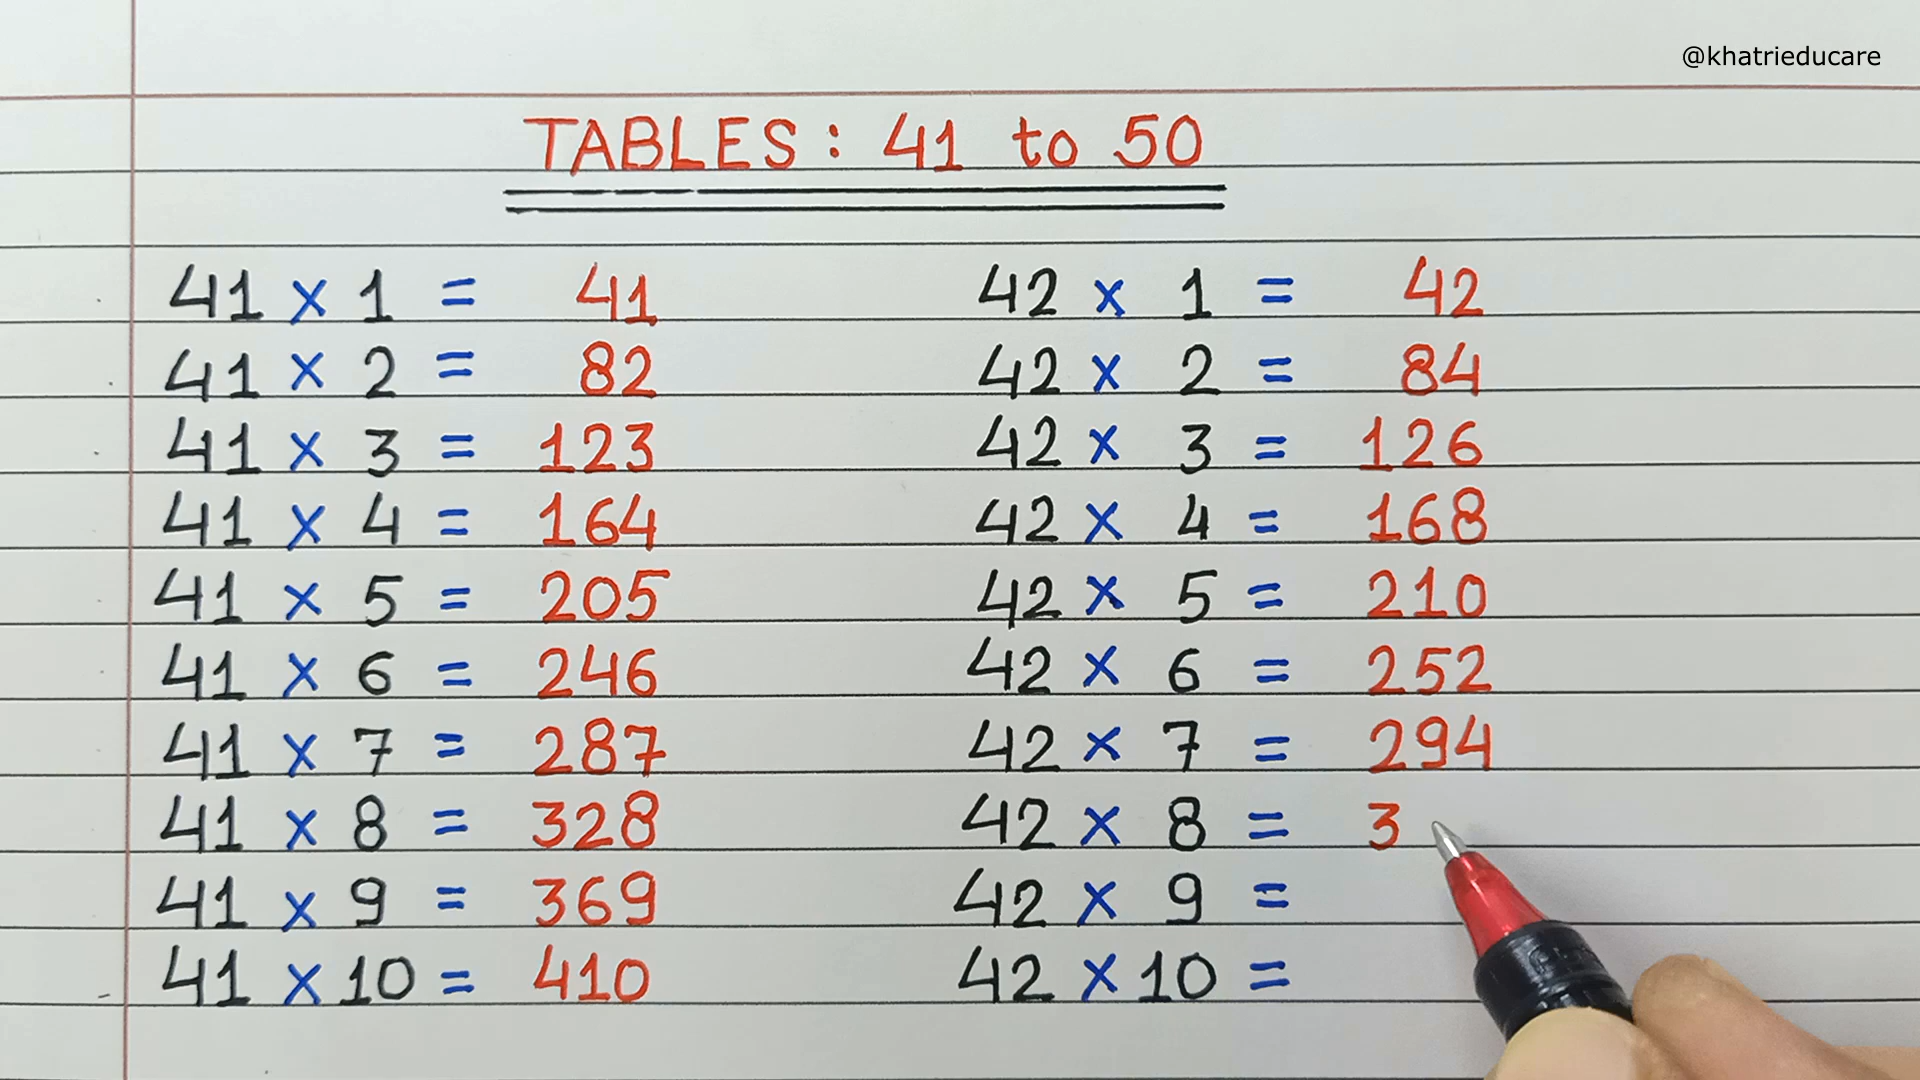 @khatrieducare
TABLES: 41 to 50
41 x 1 = 41
41 x 2 = 82
41 x 3 = 123
41 x 4 = 164
41 x 5 = 205
41 x 6 = 246
41 x 7 = 287
41 x 8 = 328
41 x 9 = 369
41 x 10 = 410
42 x 1 = 42
42 x 2 = 84
42 x 3 = 126
42 x 4 = 168
42 x 5 = 210
42 x 6 = 252
42 x 7 = 294
42 x 8 = 3
42 x 9 =
42 x 10 =